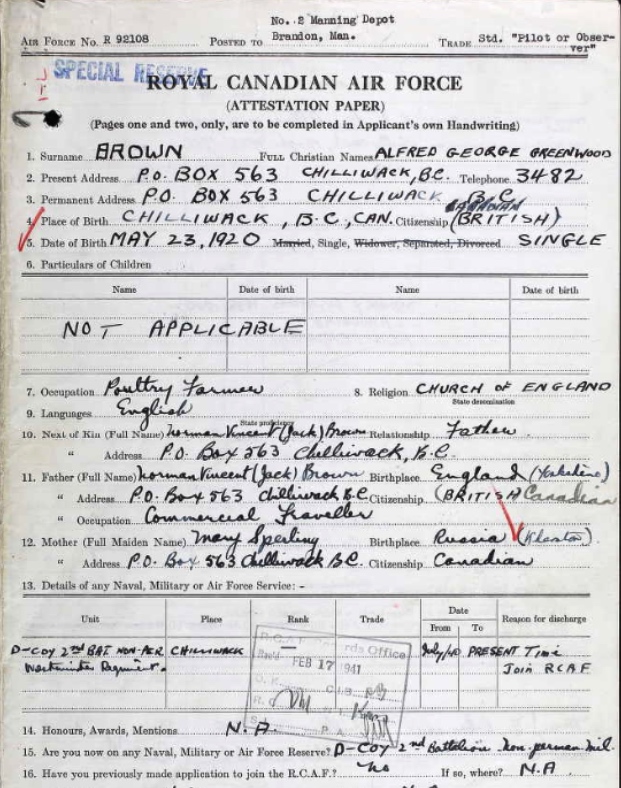 No. 2 Manning Depot
AIR FORCE No. R 92108 POSTED TO Brandon, Man. TRADE Std. "Pilot or Obser-
ver"
SPECIAL RESERVE
ROYAL CANADIAN AIR FORCE
(ATTESTATION PAPER)
(Pages one and two, only, are to be completed in Applicant's own Handwriting)
1. Surname BROWN FULL Christian Names ALFRED GEORGE GREENWOOD
2. Present Address P.O. BOX 563 CHILLIWACK, BC. Telephone 3482
3. Permanent Address P.O. BOX 563 CHILLIWACK B.C.
CANADIAN
4. Place of Birth CHILLIWACK, B.C, CAN. Citizenship (BRITISH)
5. Date of Birth MAY 23, 1920 Married, Single, Widower, Separated, Divorced SINGLE
6. Particulars of Children
Name Date of birth Name Date of birth
NOT APPLICABLE
7. Occupation Poultry Farmer 8. Religion CHURCH OF ENGLAND
State denomination
9. Languages English
State proficiency
10. Next of Kin (Full Name) Norman Vincent (Jack) Brown Relationship Father
" Address P.O. Box 563 Chilliwack, B.C.
11. Father (Full Name) Norman Vincent (Jack) Brown Birthplace England (Yorkshire)
" Address P.O. Box 563 Chilliwack B.C. Citizenship (BRITISH Canadian
" Occupation Commercial Traveller
12. Mother (Full Maiden Name) Mary Sperling Birthplace Russia
" Address P.O. Box 563 Chilliwack B.C. Citizenship Canadian
13. Details of any Naval, Military or Air Force Service: -
Unit Place Rank Trade Date From To Reason for discharge
D-COY 2nd BAT NON-PER CHILLIWACK — July/40 PRESENT TIME
Westminster Regiment. JOIN RCAF
R.C.A.F. Records Office
Rec'd FEB 17 1941
14. Honours, Awards, Mentions N.A.
15. Are you now on any Naval, Military or Air Force Reserve? D-COY 2nd Battalion Non-perman mil.
16. Have you previously made application to join the R.C.A.F.? No If so, where? N.A